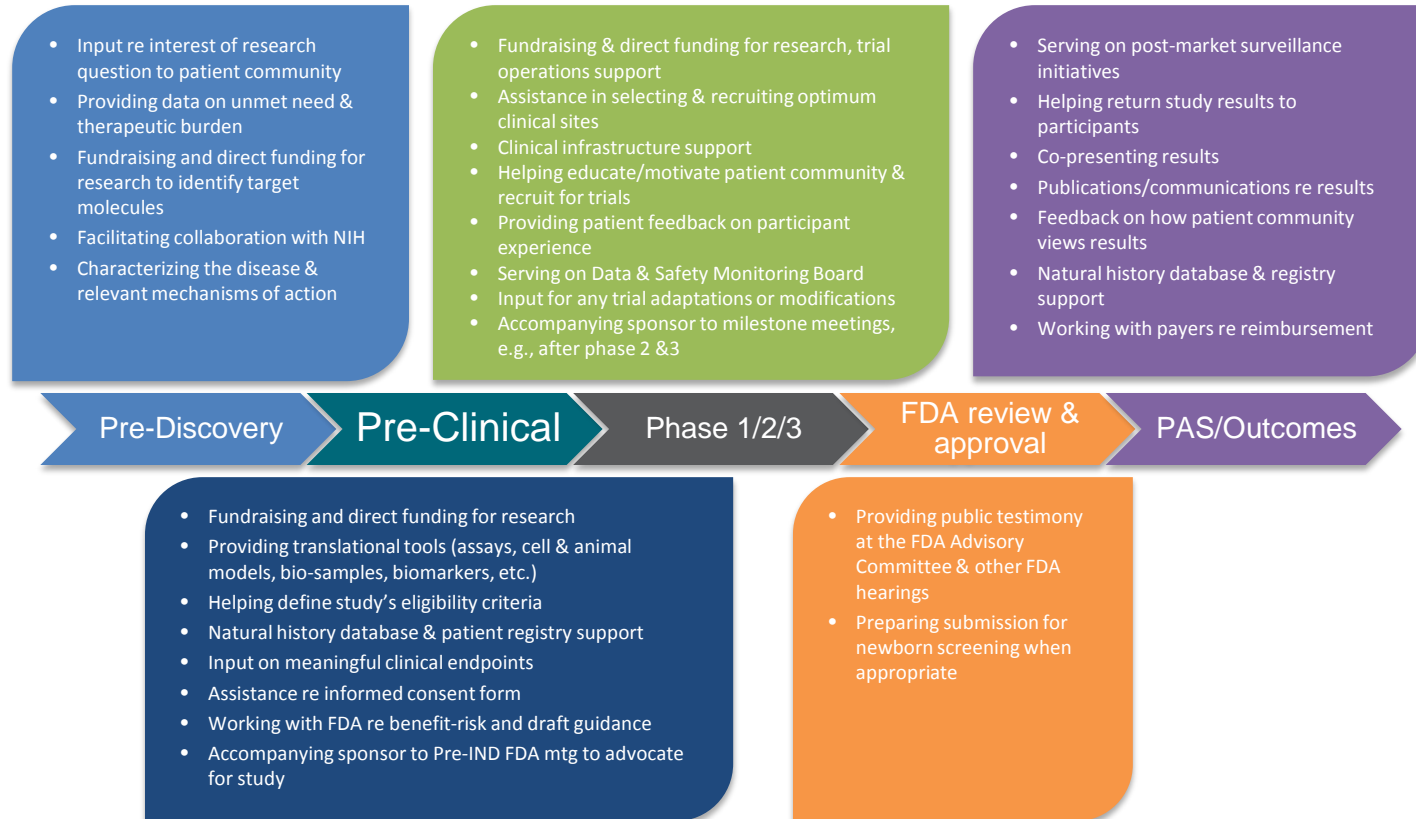 • Input re interest of research
question to patient community
• Providing data on unmet need &
therapeutic burden
• Fundraising and direct funding for
research to identify target
molecules
• Facilitating collaboration with NIH
• Characterizing the disease &
relevant mechanisms of action
• Fundraising & direct funding for research, trial
operations support
• Assistance in selecting & recruiting optimum
clinical sites
• Clinical infrastructure support
• Helping educate/motivate patient community &
recruit for trials
• Providing patient feedback on participant
experience
• Serving on Data & Safety Monitoring Board
• Input for any trial adaptations or modifications
• Accompanying sponsor to milestone meetings,
e.g., after phase 2 &3
• Serving on post-market surveillance
initiatives
• Helping return study results to
participants
• Co-presenting results
• Publications/communications re results
• Feedback on how patient community
views results
• Natural history database & registry
support
• Working with payers re reimbursement
Pre-Discovery
Pre-Clinical
Phase 1/2/3
FDA review &
approval
PAS/Outcomes
• Fundraising and direct funding for research
• Providing translational tools (assays, cell & animal
models, bio-samples, biomarkers, etc.)
• Helping define study’s eligibility criteria
• Natural history database & patient registry support
• Input on meaningful clinical endpoints
• Assistance re informed consent form
• Working with FDA re benefit-risk and draft guidance
• Accompanying sponsor to Pre-IND FDA mtg to advocate
for study
• Providing public testimony
at the FDA Advisory
Committee & other FDA
hearings
• Preparing submission for
newborn screening when
appropriate